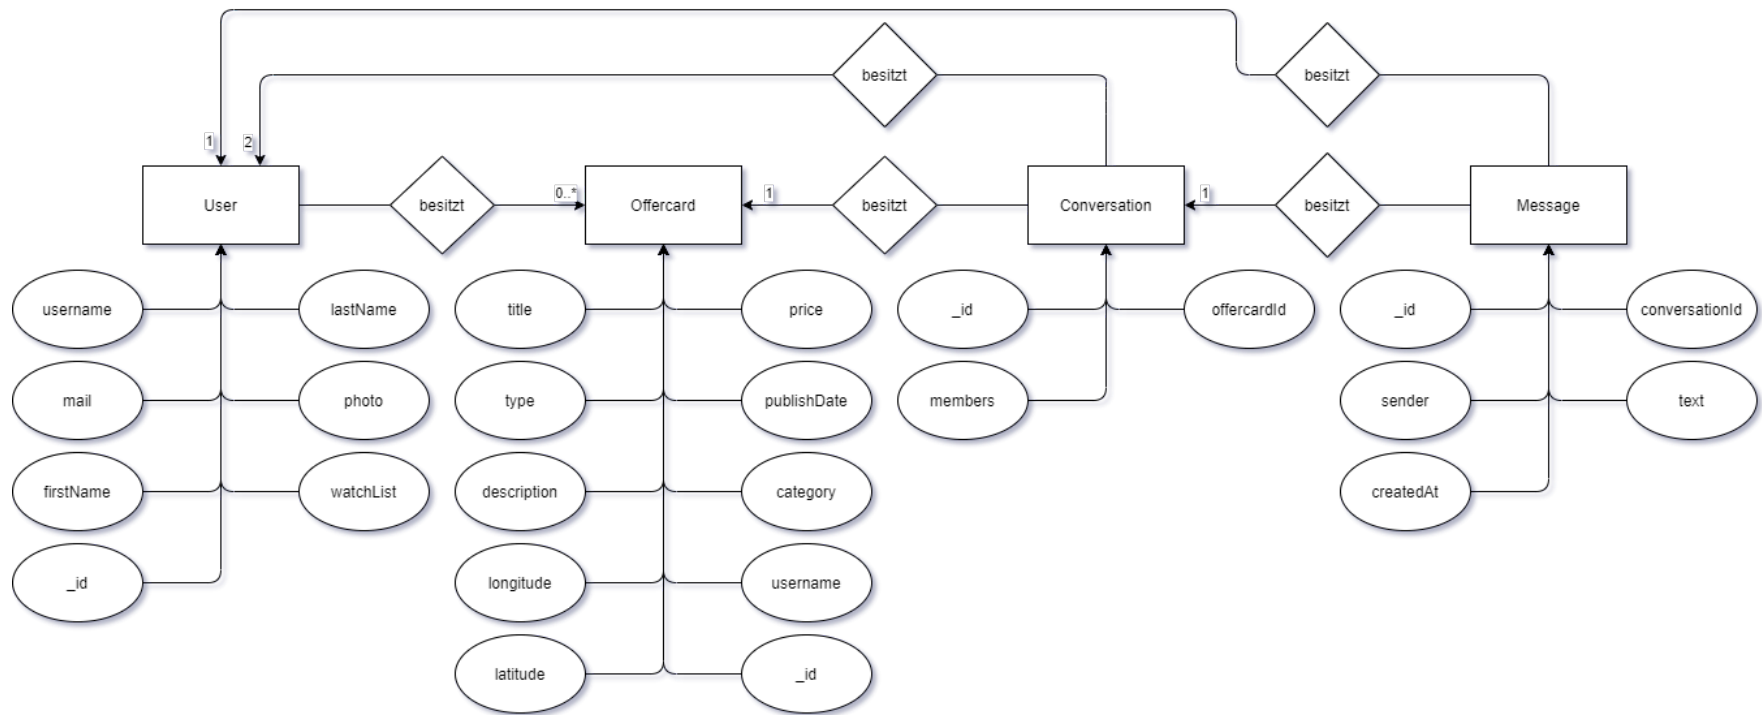 besitzt
besitzt
1
2
User
besitzt
0..*
Offercard
1
besitzt
Conversation
1
besitzt
Message
username
lastName
title
price
_id
offercardId
_id
conversationId
mail
photo
type
publishDate
members
sender
text
firstName
watchList
description
category
createdAt
_id
longitude
username
latitude
_id